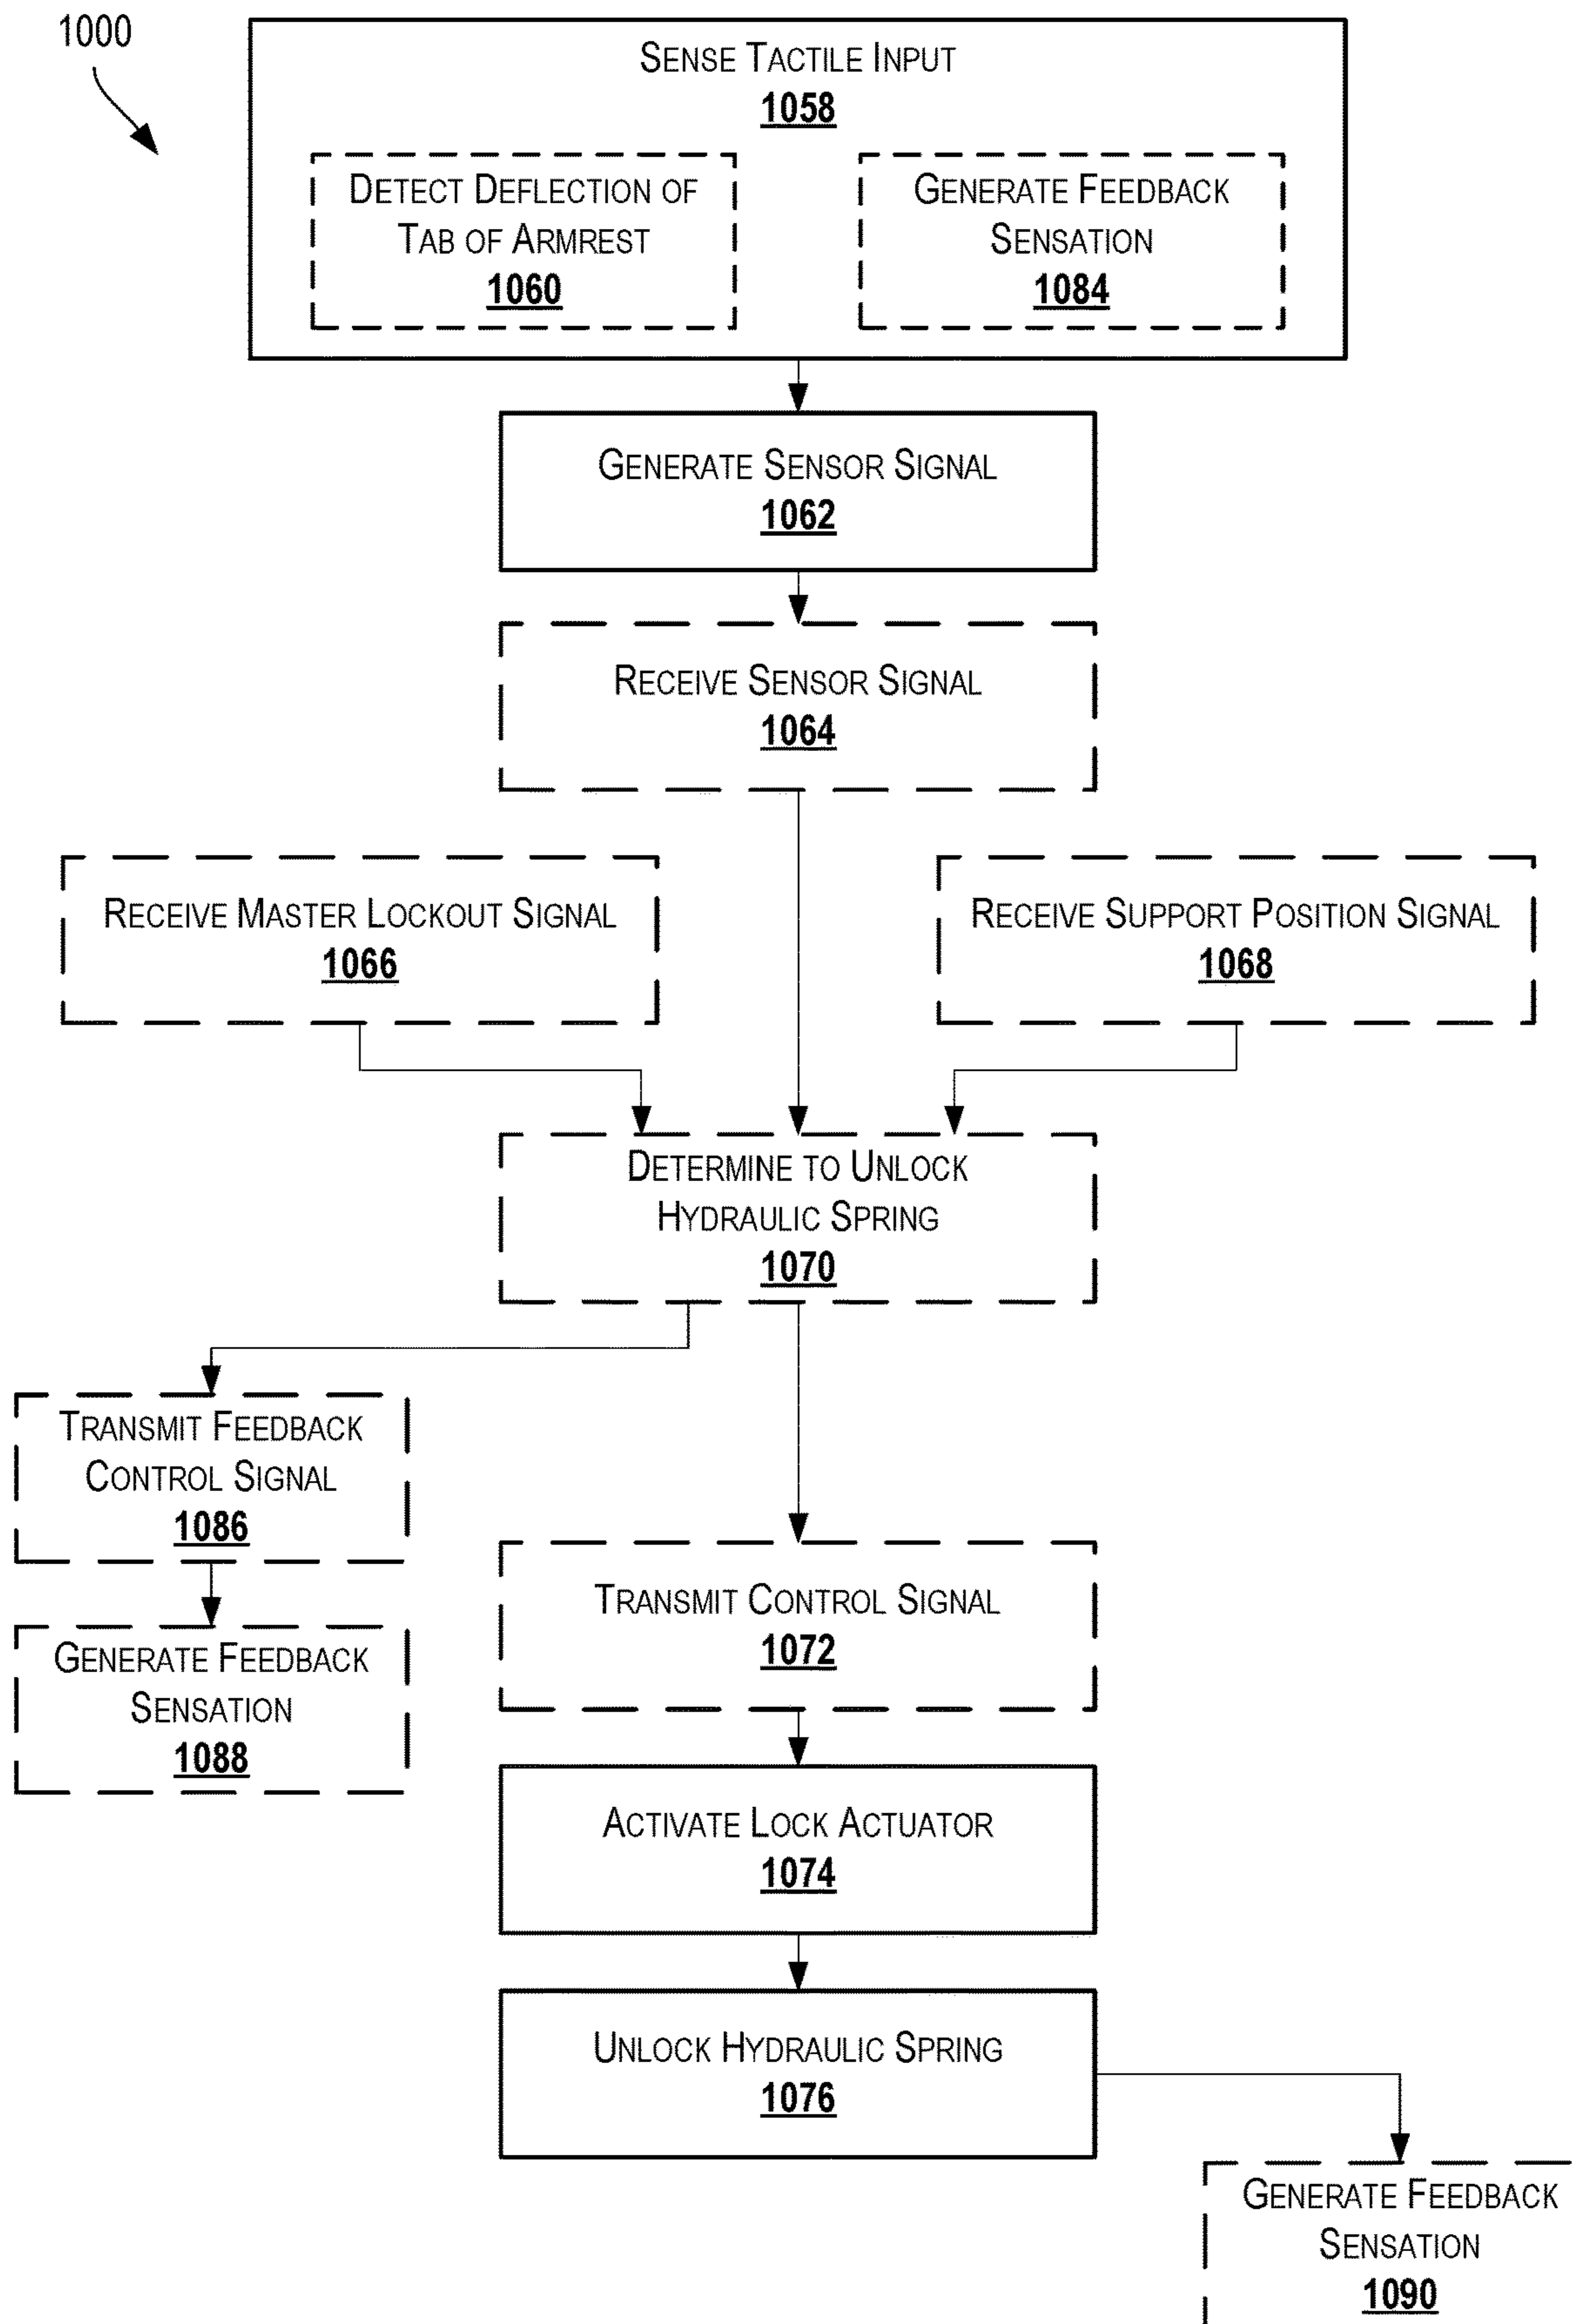 1000
SENSE TACTILE INPUT
1058
DETECT DEFLECTION OF
TAB OF ARMREST
1060
GENERATE FEEDBACK
SENSATION
1084
GENERATE SENSOR SIGNAL
1062
RECEIVE SENSOR SIGNAL
1064
RECEIVE MASTER LOCKOUT SIGNAL
1066
RECEIVE SUPPORT POSITION SIGNAL
1068
DETERMINE TO UNLOCK
HYDRAULIC SPRING
1070
TRANSMIT FEEDBACK
CONTROL SIGNAL
1086
GENERATE FEEDBACK
SENSATION
1088
TRANSMIT CONTROL SIGNAL
1072
ACTIVATE LOCK ACTUATOR
1074
UNLOCK HYDRAULIC SPRING
1076
GENERATE FEEDBACK
SENSATION
1090